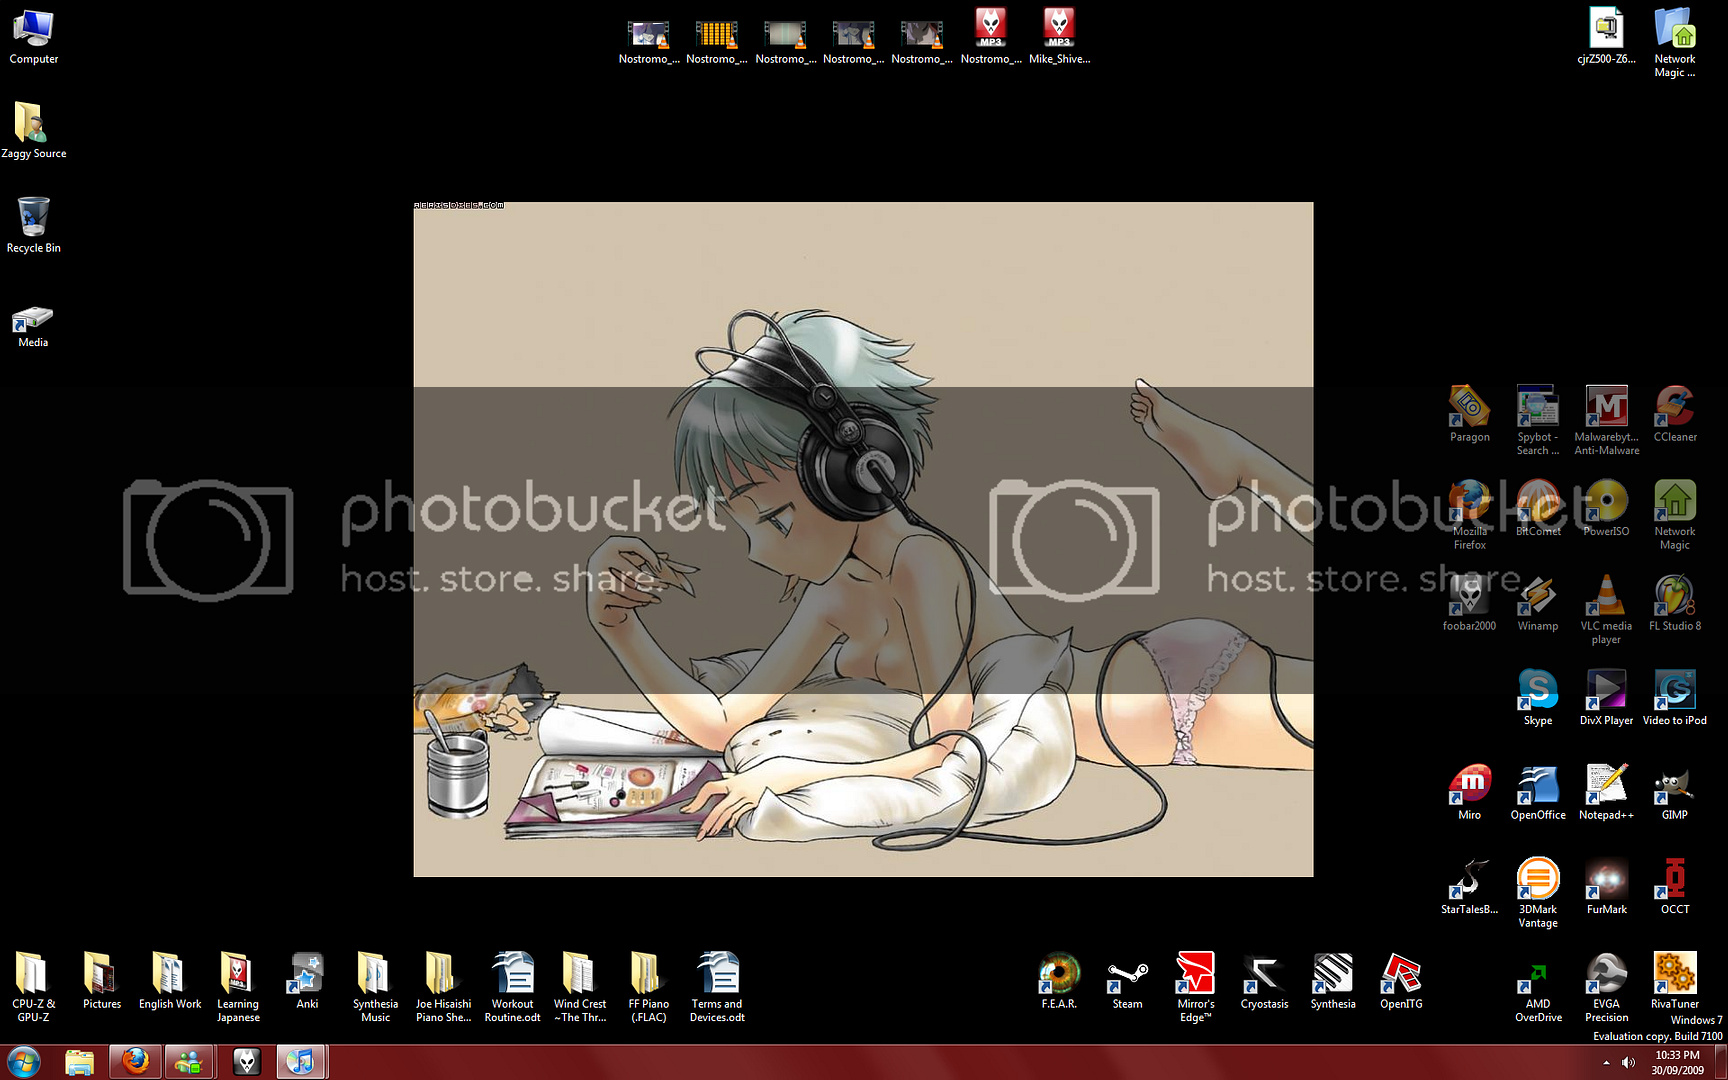 Computer
Zaggy Source
Recycle Bin
Media
Nostromo_...
Nostromo_...
Nostromo_...
Nostromo_...
Nostromo_...
Nostromo_...
Mike_Shive...
MP3
MP3
cjrZ500-Z6...
Network
Magic ...
AERISDIES.COM
photobucket
host. store. share.
photobucket
host. store. share.
Paragon
Spybot -
Search ...
Malwarebyt...
Anti-Malware
CCleaner
Mozilla
Firefox
BitComet
PowerISO
Network
Magic
foobar2000
Winamp
VLC media
player
FL Studio 8
Skype
DivX Player
Video to iPod
Miro
OpenOffice
Notepad++
GIMP
StarTalesB...
3DMark
Vantage
FurMark
OCCT
CPU-Z &
GPU-Z
Pictures
English Work
Learning
Japanese
Anki
Synthesia
Music
Joe Hisaishi
Piano She...
Workout
Routine.odt
Wind Crest
~The Thr...
FF Piano
(.FLAC)
Terms and
Devices.odt
F.E.A.R.
Steam
Mirror's
Edge™
Cryostasis
Synthesia
OpenITG
AMD
OverDrive
EVGA
Precision
RivaTuner
Windows 7
Evaluation copy. Build 7100
10:33 PM
30/09/2009